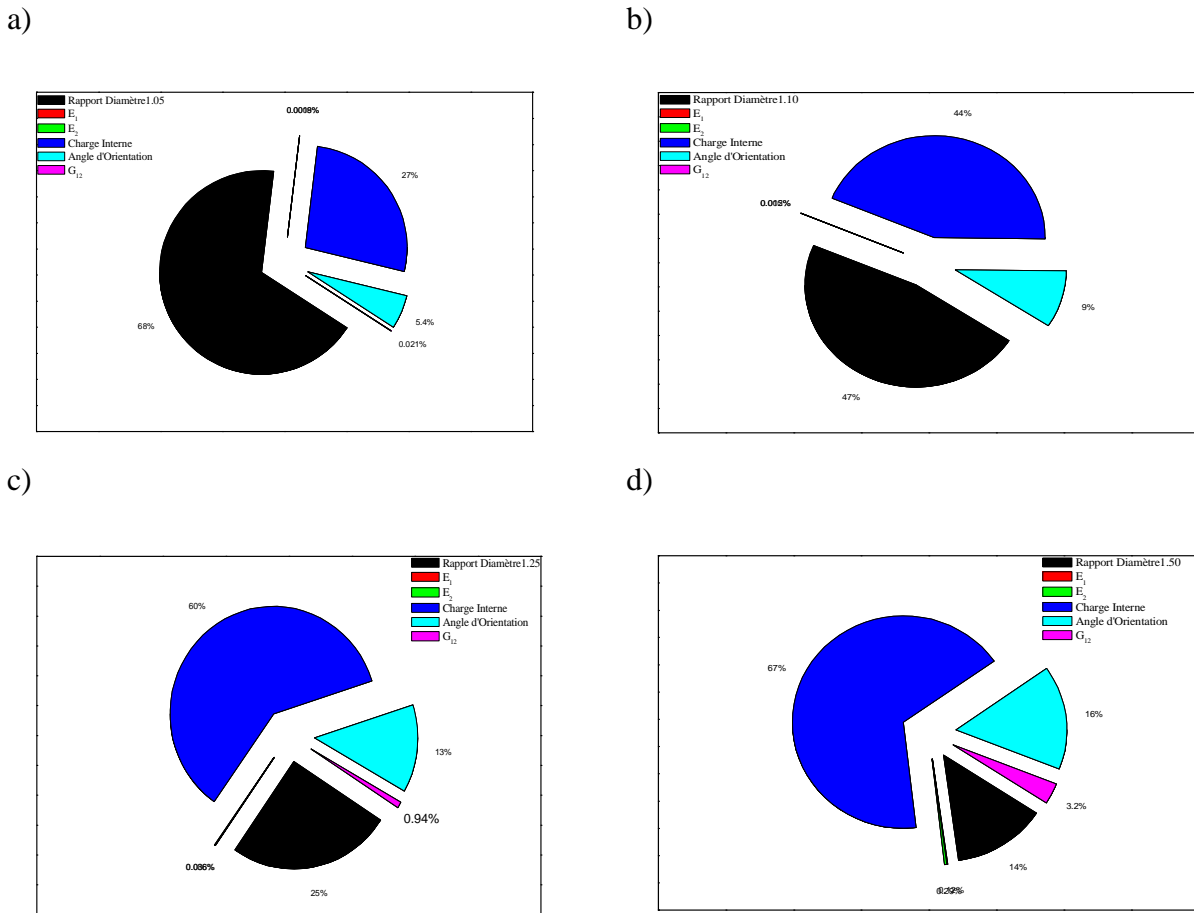 a)
Rapport Diamètre1.05
E1
E2
Charge Interne
Angle d'Orientation
G12
27%
5.4%
0.021%
68%
b)
Rapport Diamètre1.10
E1
E2
Charge Interne
Angle d'Orientation
G12
44%
9%
47%
c)
Rapport Diamètre1.25
E1
E2
Charge Interne
Angle d'Orientation
G12
60%
13%
0.94%
25%
d)
Rapport Diamètre1.50
E1
E2
Charge Interne
Angle d'Orientation
G12
67%
16%
3.2%
14%